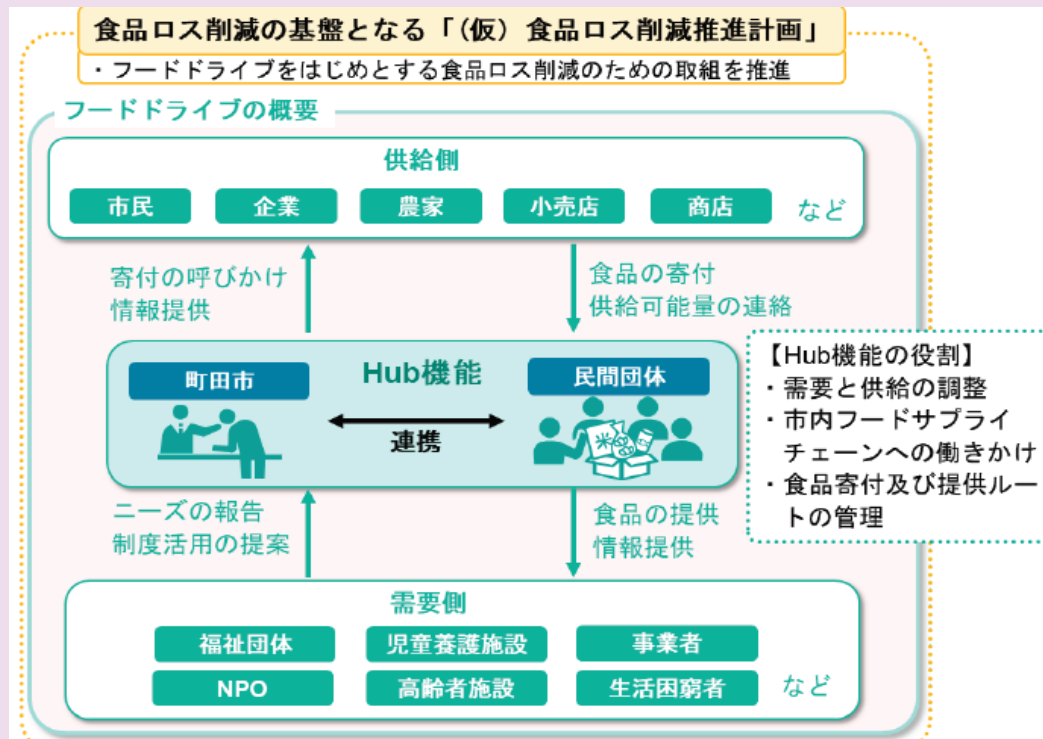 食品ロス削減の基盤となる「（仮）食品ロス削減推進計画」
・フードドライブをはじめとする食品ロス削減のための取組を推進
フードドライブの概要
供給側
市民 企業 農家 小売店 商店 など
寄付の呼びかけ
情報提供
食品の寄付
供給可能量の連絡
Hub機能
町田市
民間団体
連携
米
【Hub機能の役割】
・需要と供給の調整
・市内フードサプライ
チェーンへの働きかけ
・食品寄付及び提供ルー
トの管理
ニーズの報告
制度活用の提案
食品の提供
情報提供
需要側
福祉団体 児童養護施設 事業者
NPO 高齢者施設 生活困窮者 など